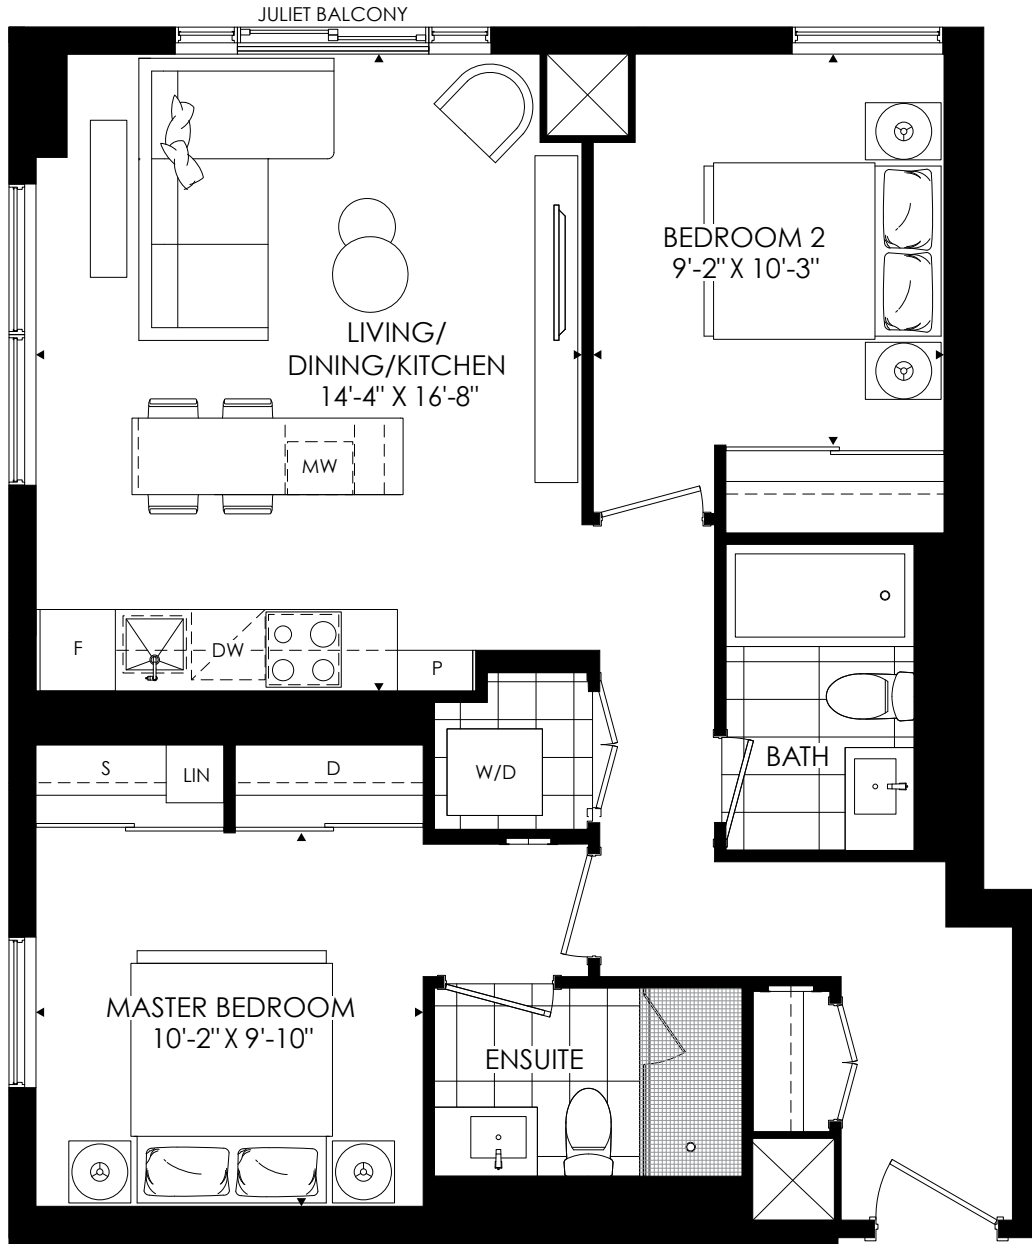 JULIET BALCONY
BEDROOM 2
9'-2" X 10'-3"
LIVING/
DINING/KITCHEN
14'-4" X 16'-8"
MW
F
DW
P
S
LIN
D
W/D
BATH
MASTER BEDROOM
10'-2" X 9'-10"
ENSUITE